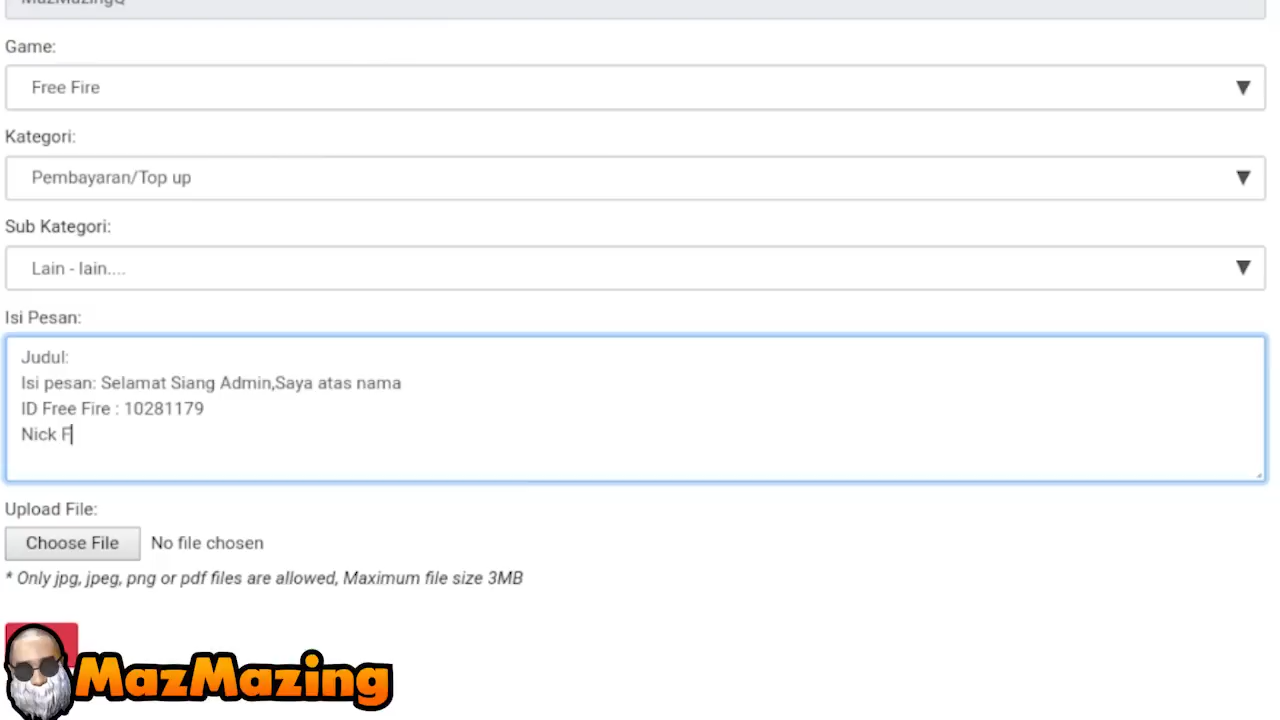 MazMazingQ
Game:
Free Fire
Kategori:
Pembayaran/Top up
Sub Kategori:
Lain - lain....
Isi Pesan:
Judul:
Isi pesan: Selamat Siang Admin,Saya atas nama
ID Free Fire : 10281179
Nick F
Upload File:
Choose File No file chosen
* Only jpg, jpeg, png or pdf files are allowed, Maximum file size 3MB
MazMazing